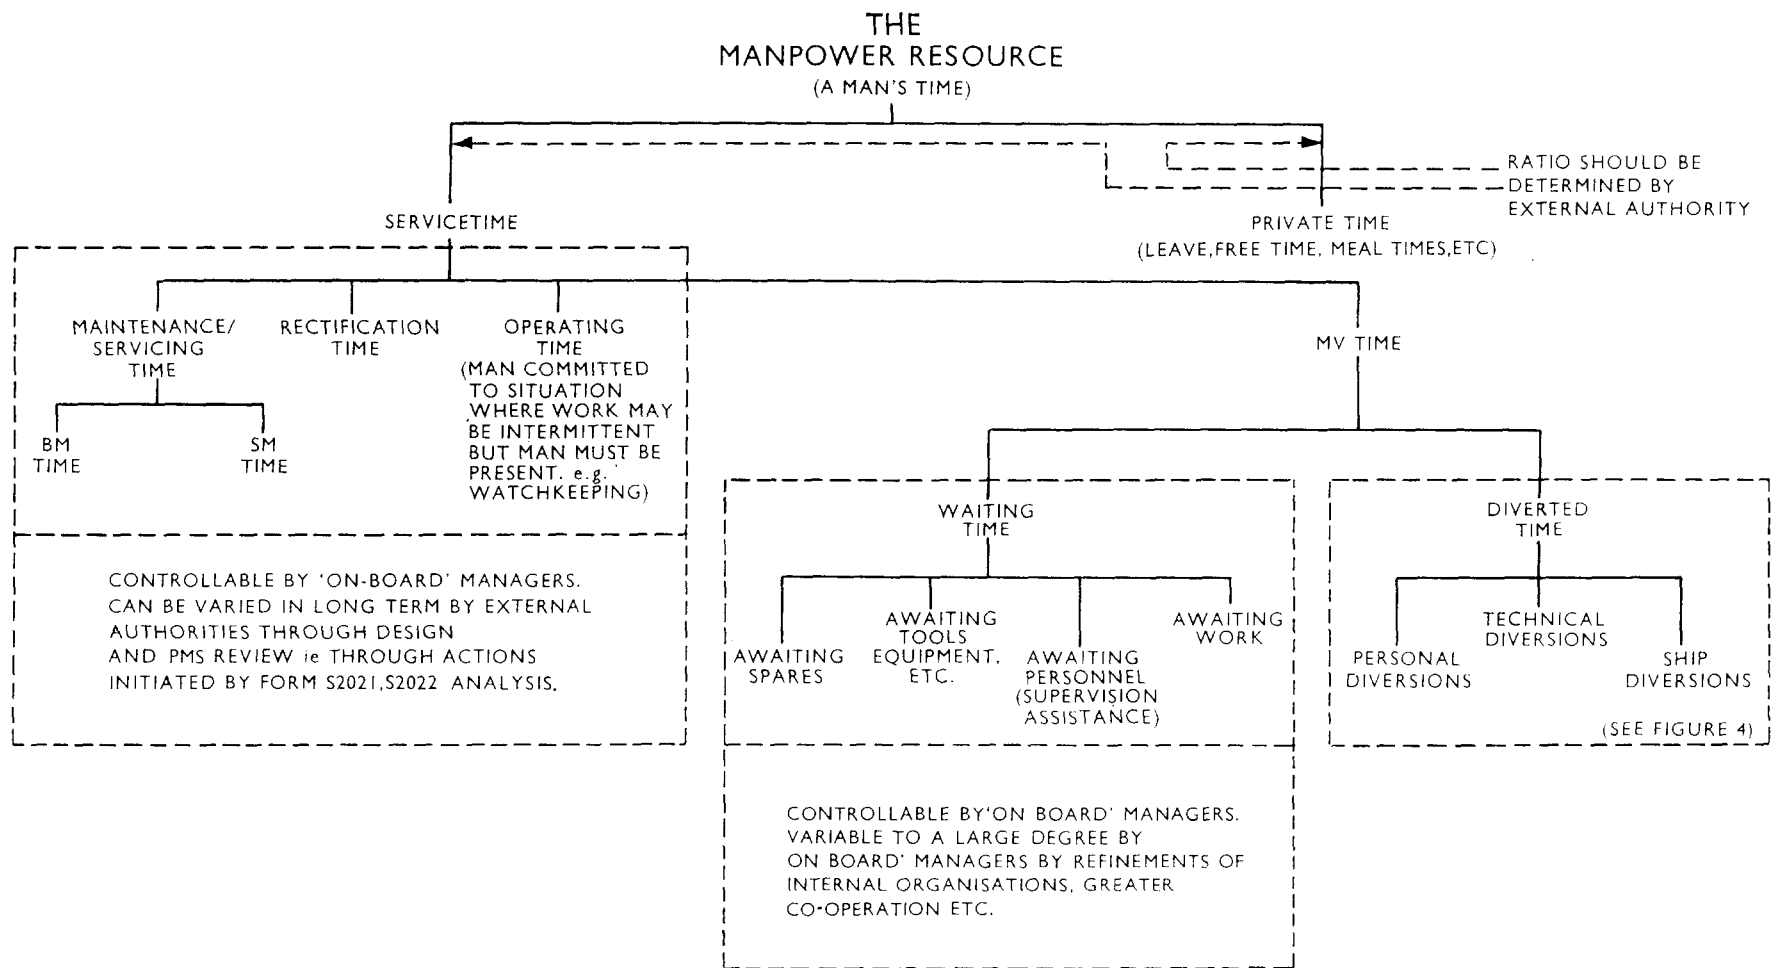 THE
MANPOWER RESOURCE
(A MAN'S TIME)
RATIO SHOULD BE
DETERMINED BY
EXTERNAL AUTHORITY
SERVICETIME
PRIVATE TIME
(LEAVE,FREE TIME, MEAL TIMES,ETC)
MAINTENANCE/
SERVICING
TIME
RECTIFICATION
TIME
OPERATING
TIME
(MAN COMMITTED
TO SITUATION
WHERE WORK MAY
BE INTERMITTENT
BUT MAN MUST BE
PRESENT. e.g.
WATCHKEEPING)
MV TIME
BM
TIME
SM
TIME
CONTROLLABLE BY 'ON-BOARD' MANAGERS.
CAN BE VARIED IN LONG TERM BY EXTERNAL
AUTHORITIES THROUGH DESIGN
AND PMS REVIEW ie THROUGH ACTIONS
INITIATED BY FORM S2021,S2022 ANALYSIS.
WAITING
TIME
AWAITING
SPARES
AWAITING
TOOLS
EQUIPMENT,
ETC.
AWAITING
PERSONNEL
(SUPERVISION
ASSISTANCE)
AWAITING
WORK
CONTROLLABLE BY'ON BOARD' MANAGERS.
VARIABLE TO A LARGE DEGREE BY
ON BOARD' MANAGERS BY REFINEMENTS OF
INTERNAL ORGANISATIONS, GREATER
CO-OPERATION ETC.
DIVERTED
TIME
PERSONAL
DIVERSIONS
TECHNICAL
DIVERSIONS
SHIP
DIVERSIONS
(SEE FIGURE 4)